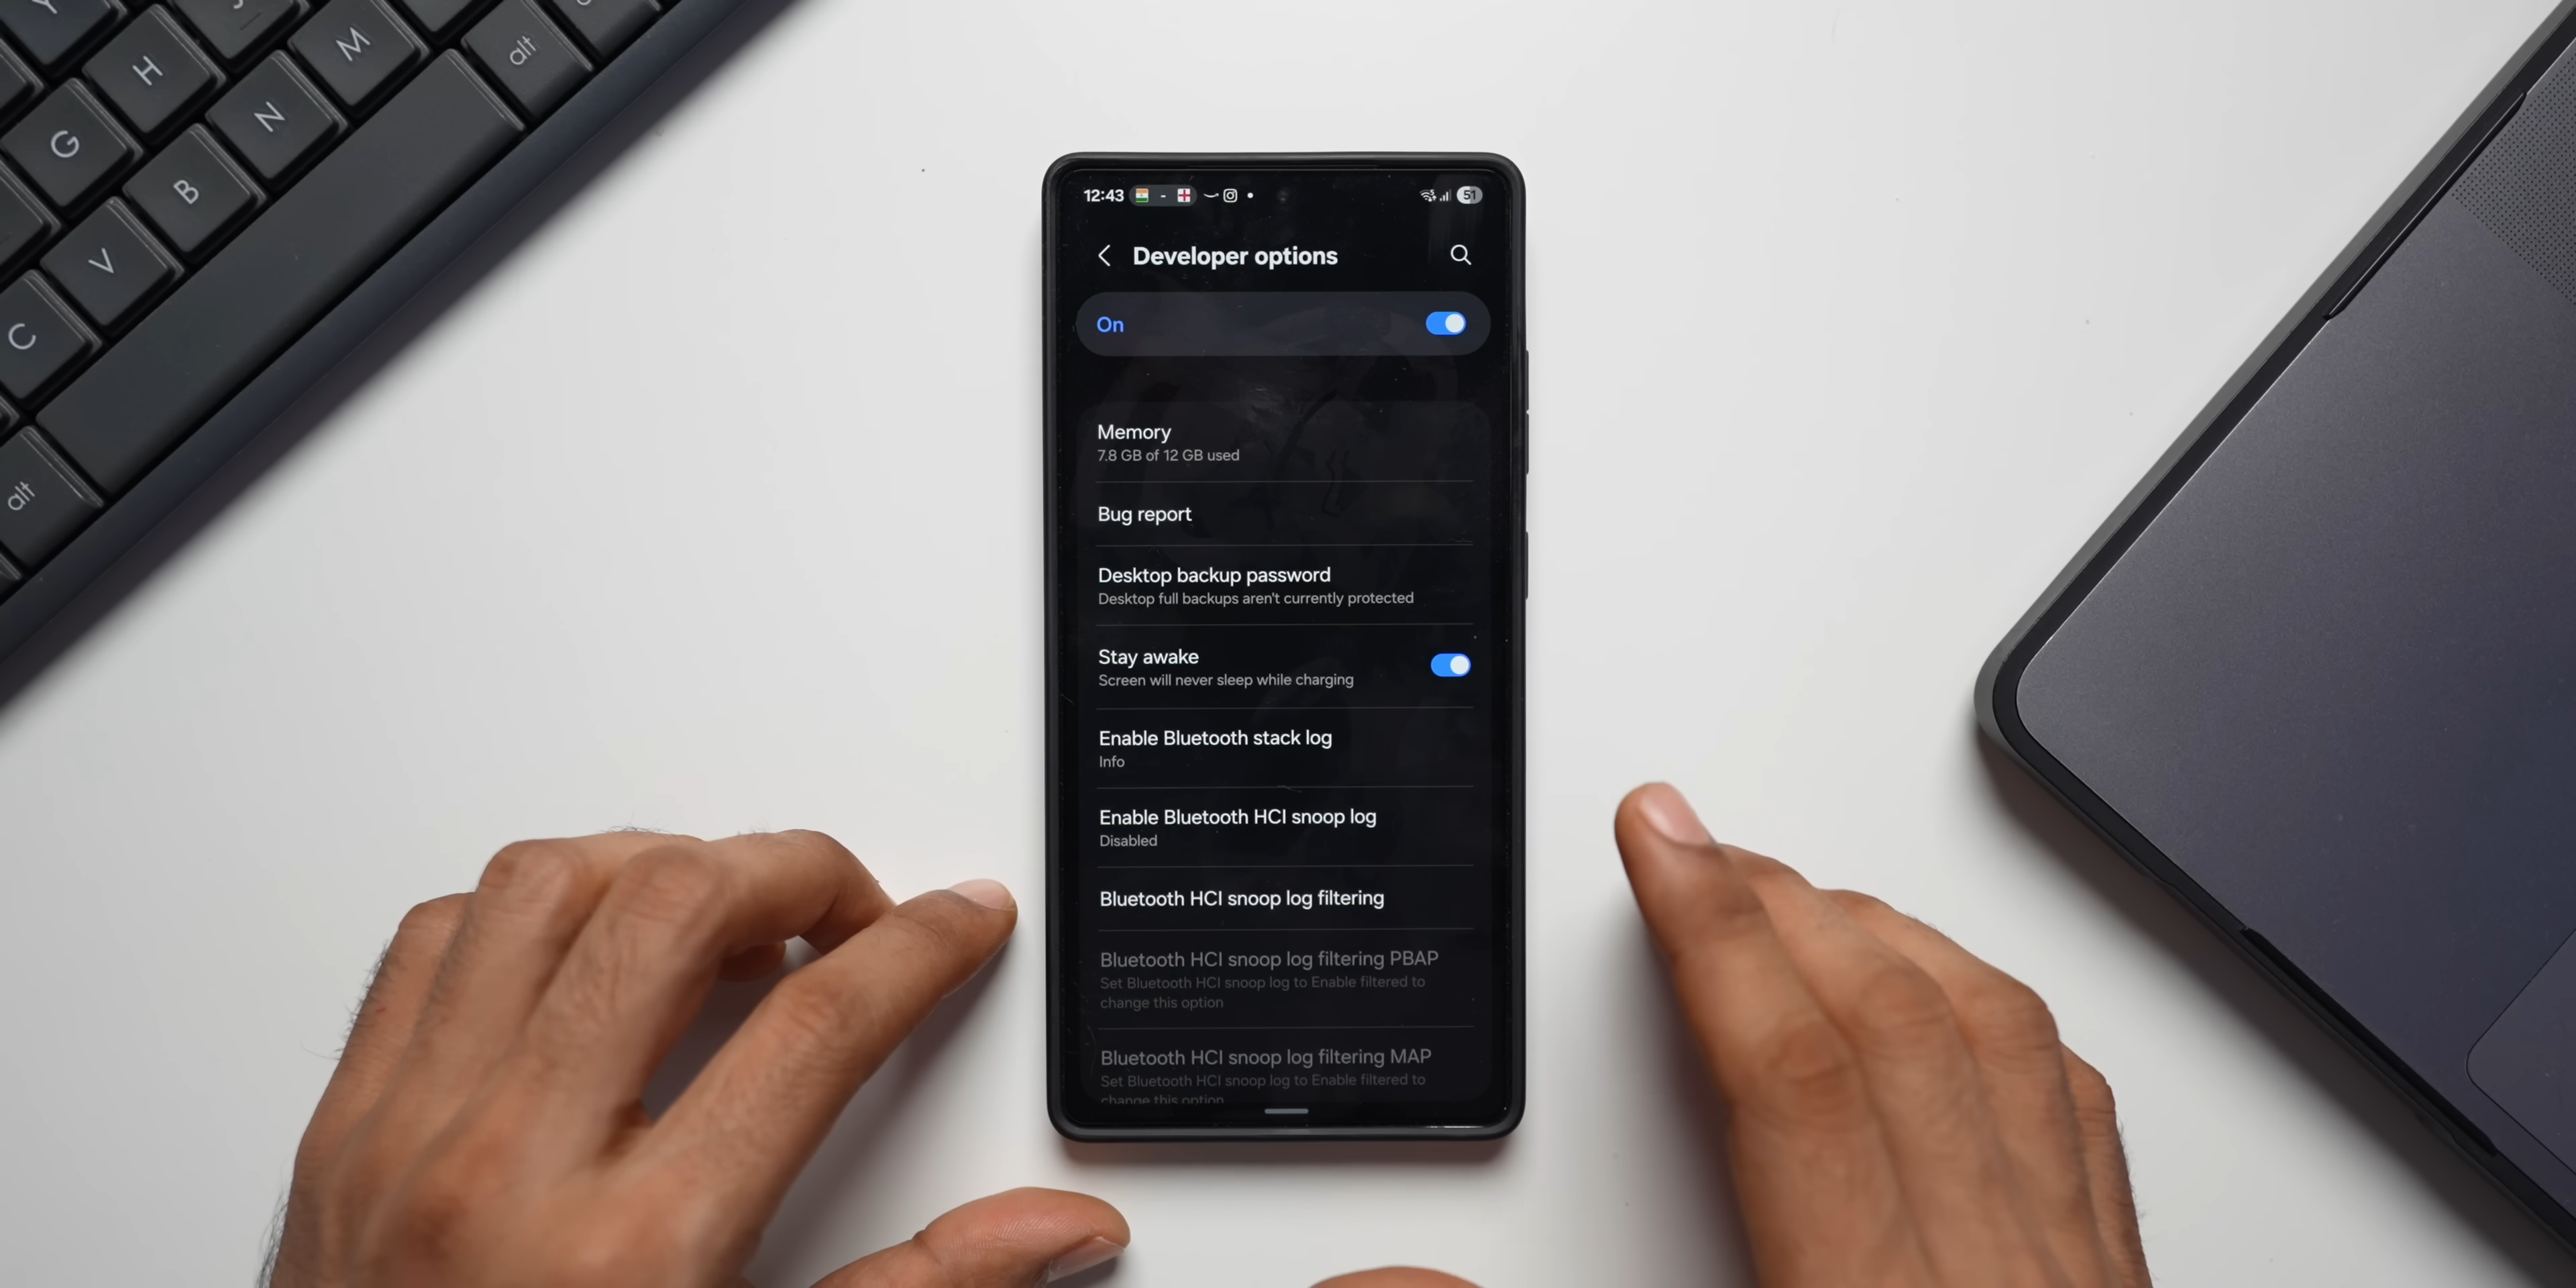 H
M
alt
G
N
B
V
C
alt
12:43
-
51
Developer options
On
Memory
7.8 GB of 12 GB used
Bug report
Desktop backup password
Desktop full backups aren't currently protected
Stay awake
Screen will never sleep while charging
Enable Bluetooth stack log
Info
Enable Bluetooth HCI snoop log
Disabled
Bluetooth HCI snoop log filtering
Bluetooth HCI snoop log filtering PBAP
Set Bluetooth HCI snoop log to Enable filtered to
change this option
Bluetooth HCI snoop log filtering MAP
Set Bluetooth HCI snoop log to Enable filtered to
change this option